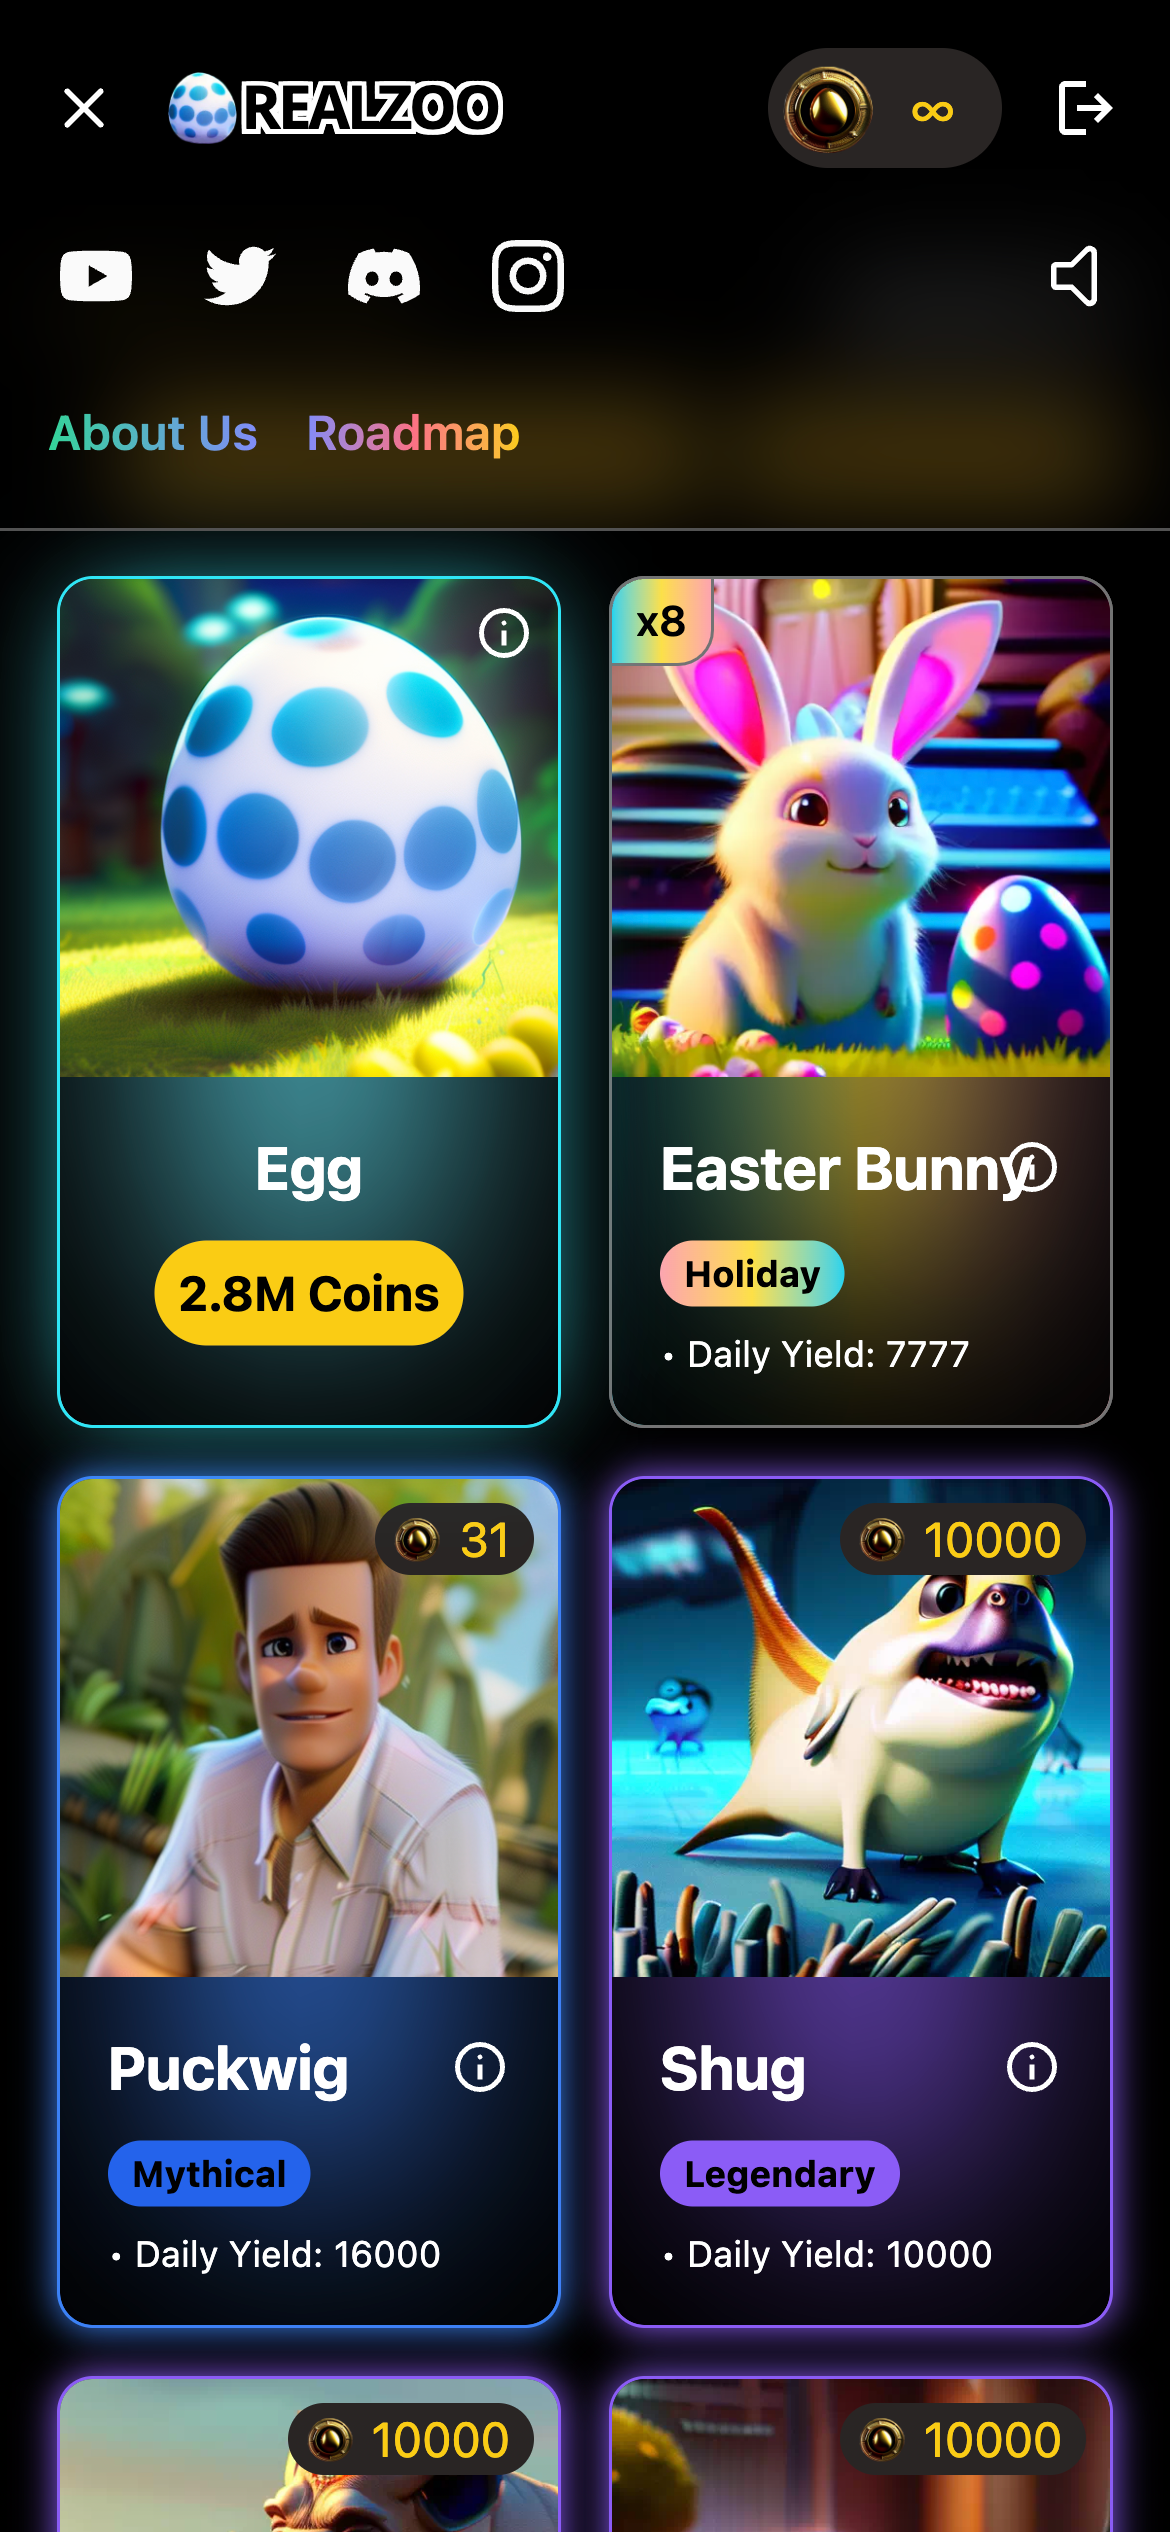 REALZOO
∞
About Us
Roadmap
Egg
2.8M Coins
x8
Easter Bunny
Holiday
• Daily Yield: 7777
31
Puckwig
Mythical
• Daily Yield: 16000
10000
Shug
Legendary
• Daily Yield: 10000
10000
10000